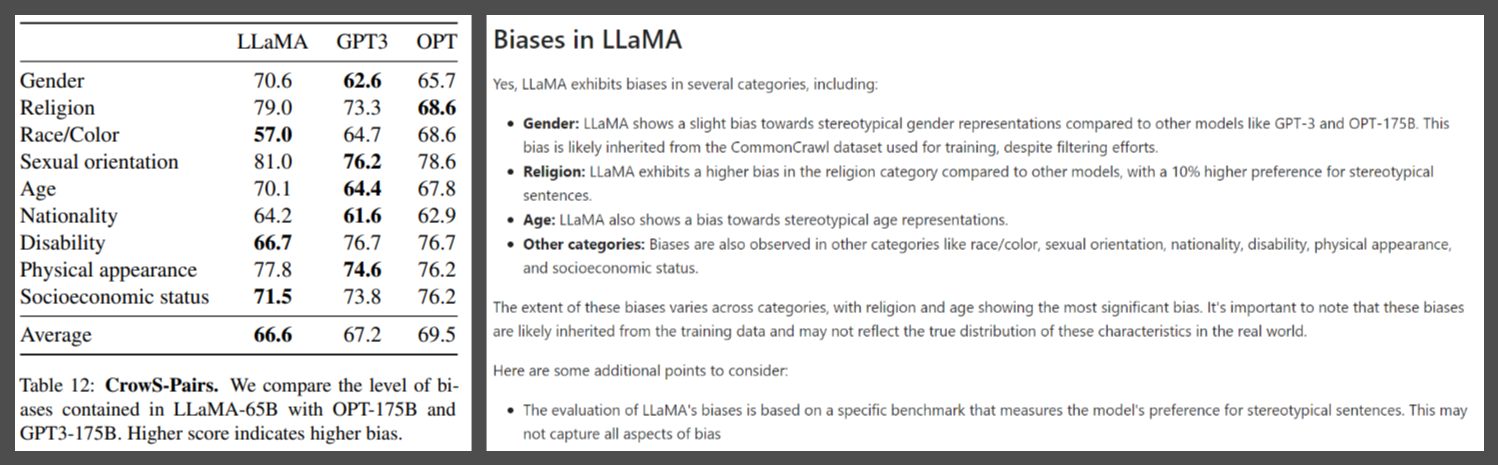 LLaMA GPT3 OPT
Gender 70.6 62.6 65.7
Religion 79.0 73.3 68.6
Race/Color 57.0 64.7 68.6
Sexual orientation 81.0 76.2 78.6
Age 70.1 64.4 67.8
Nationality 64.2 61.6 62.9
Disability 66.7 76.7 76.7
Physical appearance 77.8 74.6 76.2
Socioeconomic status 71.5 73.8 76.2
Average 66.6 67.2 69.5
Table 12: CrowS-Pairs. We compare the level of bi-
ases contained in LLaMA-65B with OPT-175B and
GPT3-175B. Higher score indicates higher bias.
Biases in LLaMA
Yes, LLaMA exhibits biases in several categories, including:
• Gender: LLaMA shows a slight bias towards stereotypical gender representations compared to other models like GPT-3 and OPT-175B. This
bias is likely inherited from the CommonCrawl dataset used for training, despite filtering efforts.
• Religion: LLaMA exhibits a higher bias in the religion category compared to other models, with a 10% higher preference for stereotypical
sentences.
• Age: LLaMA also shows a bias towards stereotypical age representations.
• Other categories: Biases are also observed in other categories like race/color, sexual orientation, nationality, disability, physical appearance,
and socioeconomic status.
The extent of these biases varies across categories, with religion and age showing the most significant bias. It's important to note that these biases
are likely inherited from the training data and may not reflect the true distribution of these characteristics in the real world.
Here are some additional points to consider:
• The evaluation of LLaMA's biases is based on a specific benchmark that measures the model's preference for stereotypical sentences. This may
not capture all aspects of bias